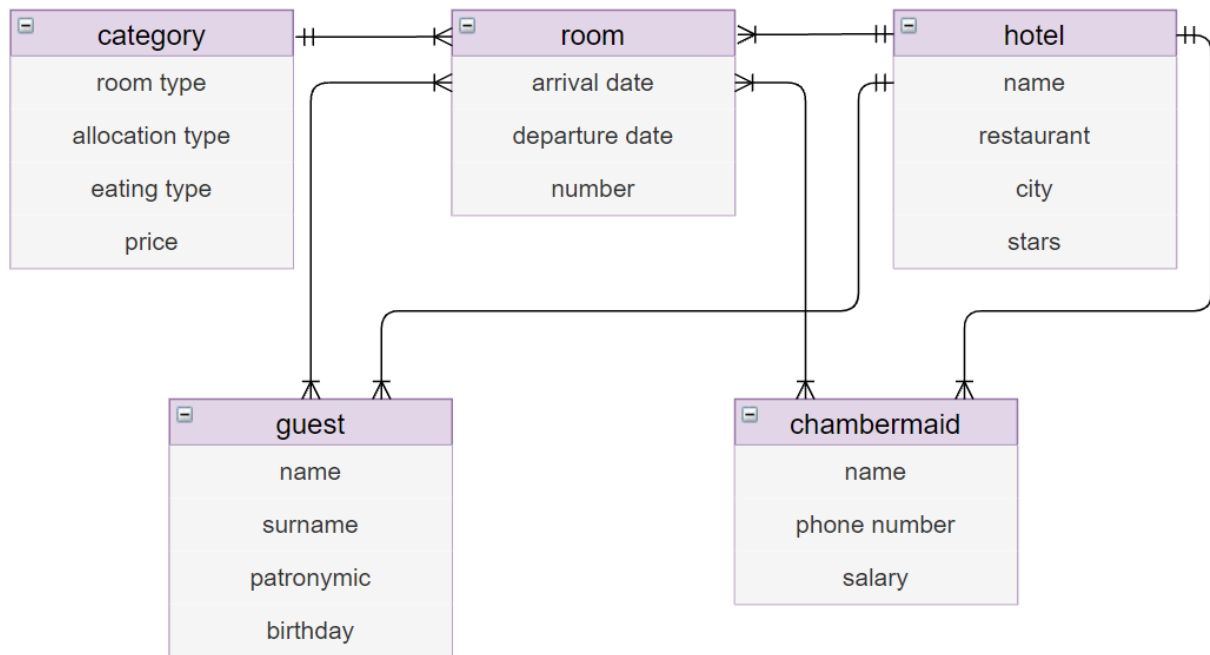 category
room type
allocation type
eating type
price
room
arrival date
departure date
number
hotel
name
restaurant
city
stars
guest
name
surname
patronymic
birthday
chambermaid
name
phone number
salary